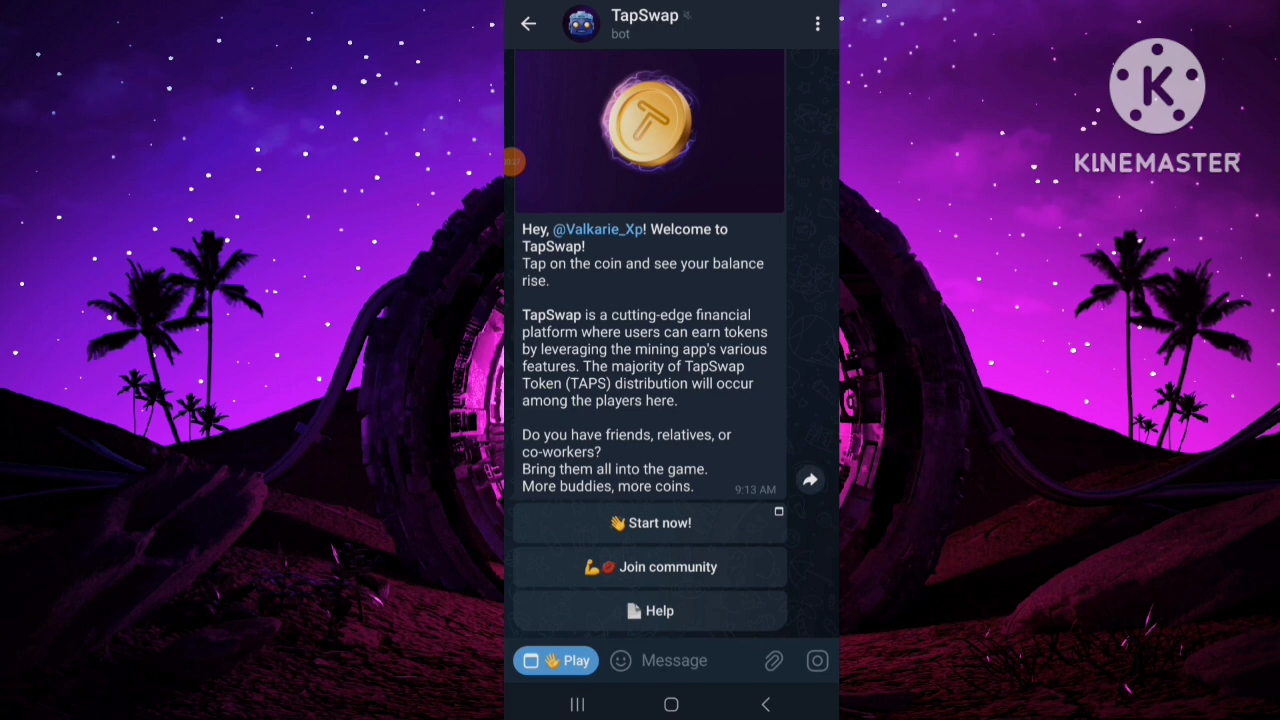 TapSwap
bot
KINEMASTER
00:27
Hey, @Valkarie_Xp! Welcome to
TapSwap!
Tap on the coin and see your balance
rise.
TapSwap is a cutting-edge financial
platform where users can earn tokens
by leveraging the mining app's various
features. The majority of TapSwap
Token (TAPS) distribution will occur
among the players here.
Do you have friends, relatives, or
co-workers?
Bring them all into the game.
More buddies, more coins.
9:13 AM
👋 Start now!
💪💋 Join community
📄 Help
👋 Play
Message